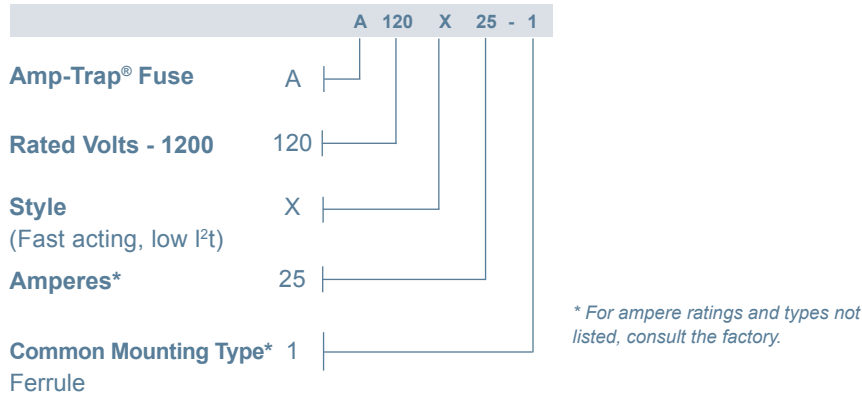 A 120 X 25 - 1
Amp-Trap® Fuse A
Rated Volts - 1200 120
Style X
(Fast acting, low I²t)
Amperes* 25
* For ampere ratings and types not
listed, consult the factory.
Common Mounting Type* 1
Ferrule